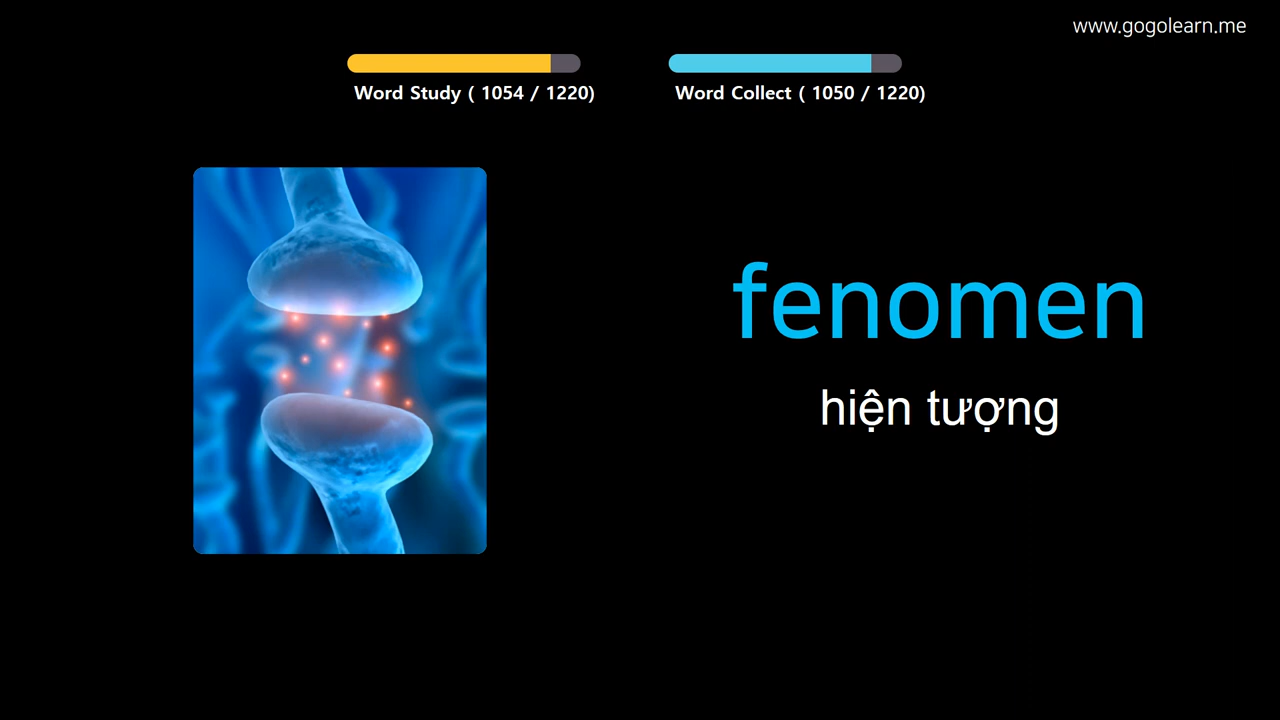 www.gogolearn.me
Word Study ( 1054 / 1220)
Word Collect ( 1050 / 1220)
fenomen
hiện tượng